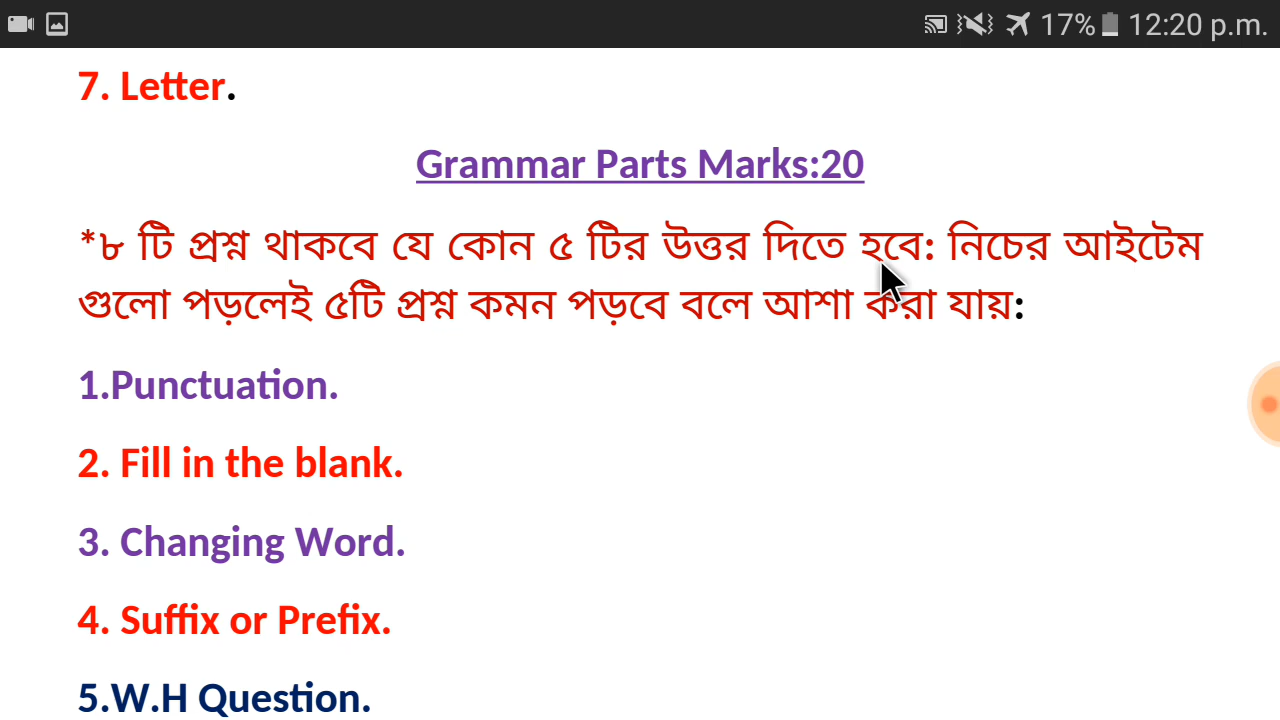 17% 12:20 p.m.
7. Letter.
Grammar Parts Marks:20
*৮ টি প্রশ্ন থাকবে যে কোন ৫ টির উত্তর দিতে হবে: নিচের আইটেম
গুলো পড়লেই ৫টি প্রশ্ন কমন পড়বে বলে আশা করা যায়:
1.Punctuation.
2. Fill in the blank.
3. Changing Word.
4. Suffix or Prefix.
5.W.H Question.